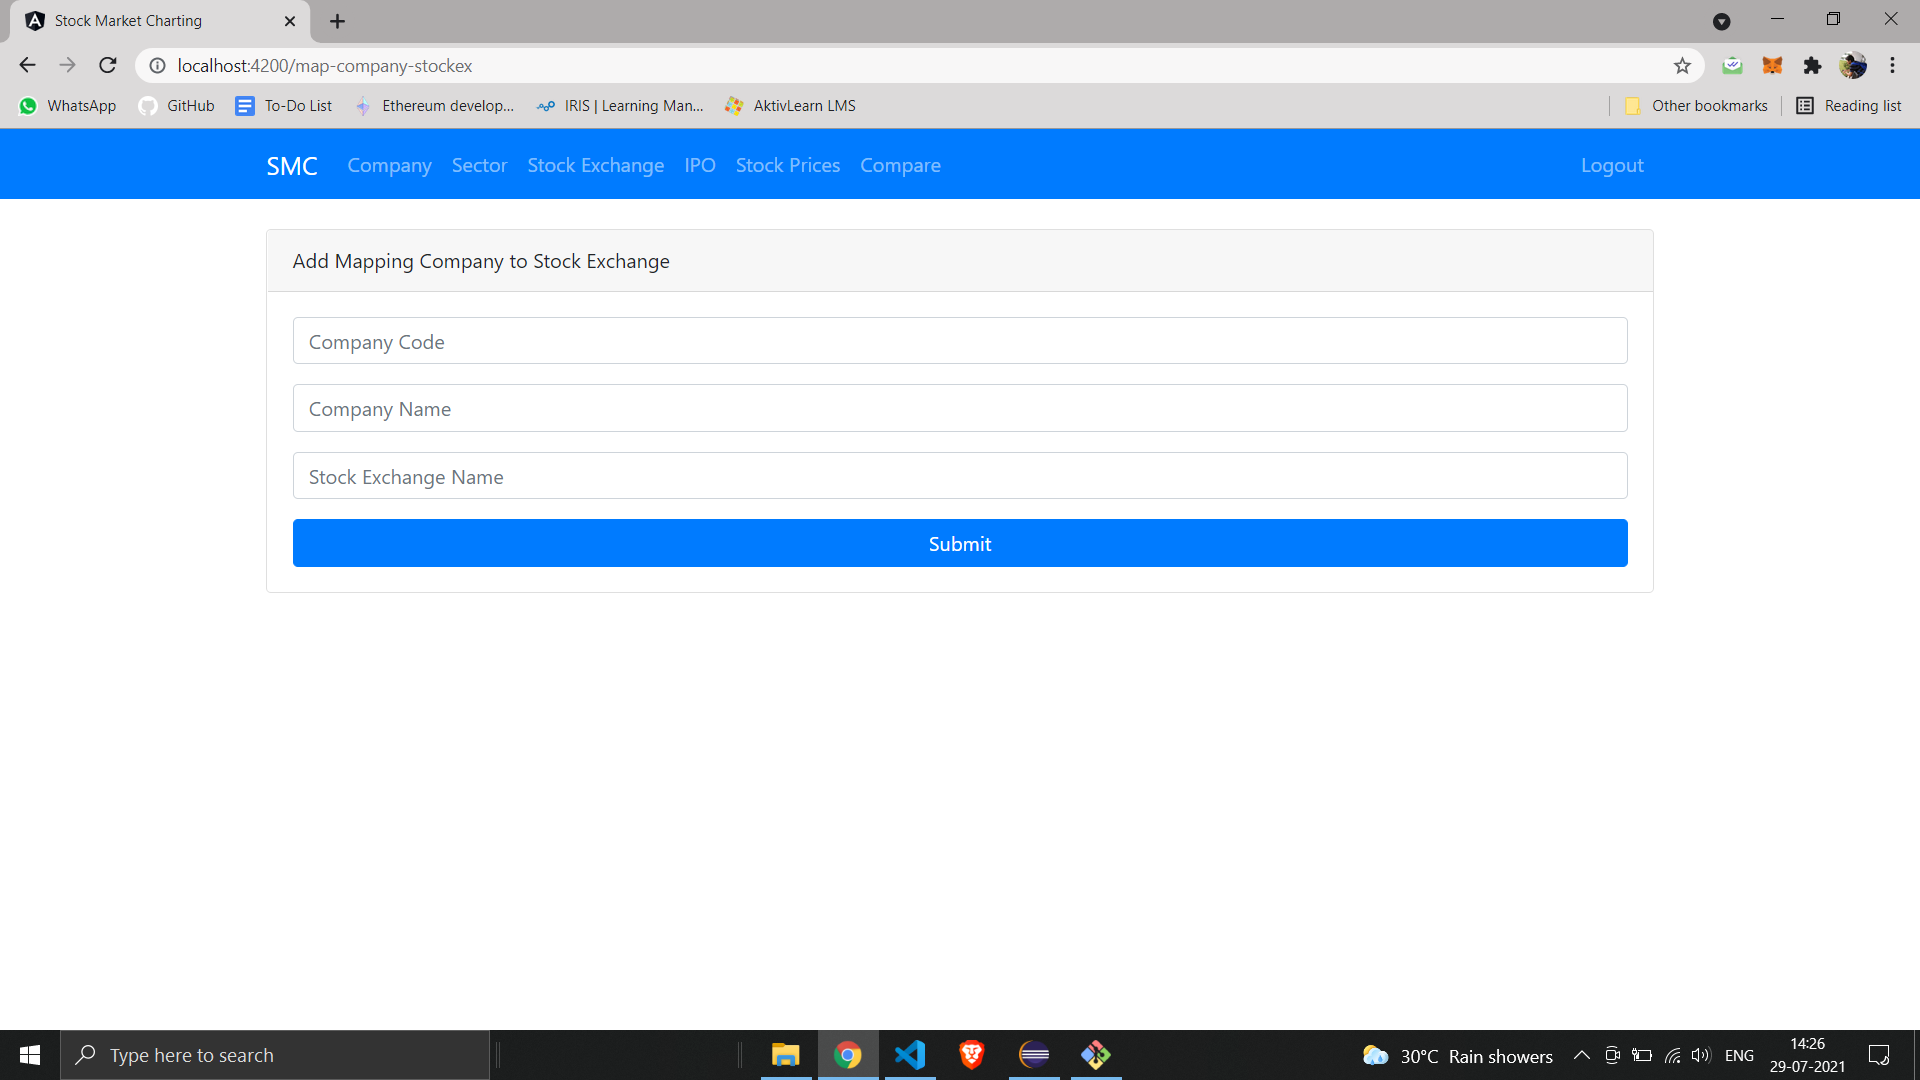 Stock Market Charting
localhost:4200/map-company-stockex
WhatsApp GitHub To-Do List Ethereum develop... IRIS | Learning Man... AktivLearn LMS Other bookmarks Reading list
SMC Company Sector Stock Exchange IPO Stock Prices Compare Logout
Add Mapping Company to Stock Exchange
Company Code
Company Name
Stock Exchange Name
Submit
Type here to search
30°C Rain showers ENG
14:26
29-07-2021